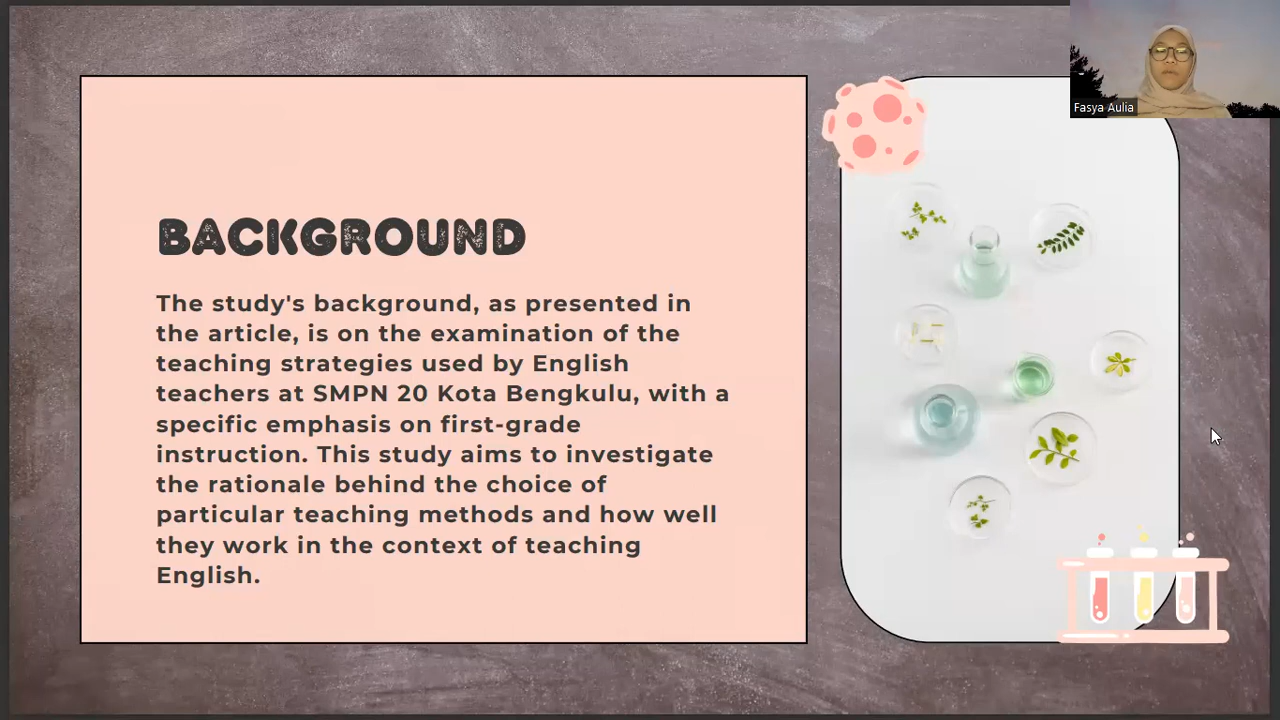 Fasya Aulia
BACKGROUND
The study's background, as presented in
the article, is on the examination of the
teaching strategies used by English
teachers at SMPN 20 Kota Bengkulu, with a
specific emphasis on first-grade
instruction. This study aims to investigate
the rationale behind the choice of
particular teaching methods and how well
they work in the context of teaching
English.